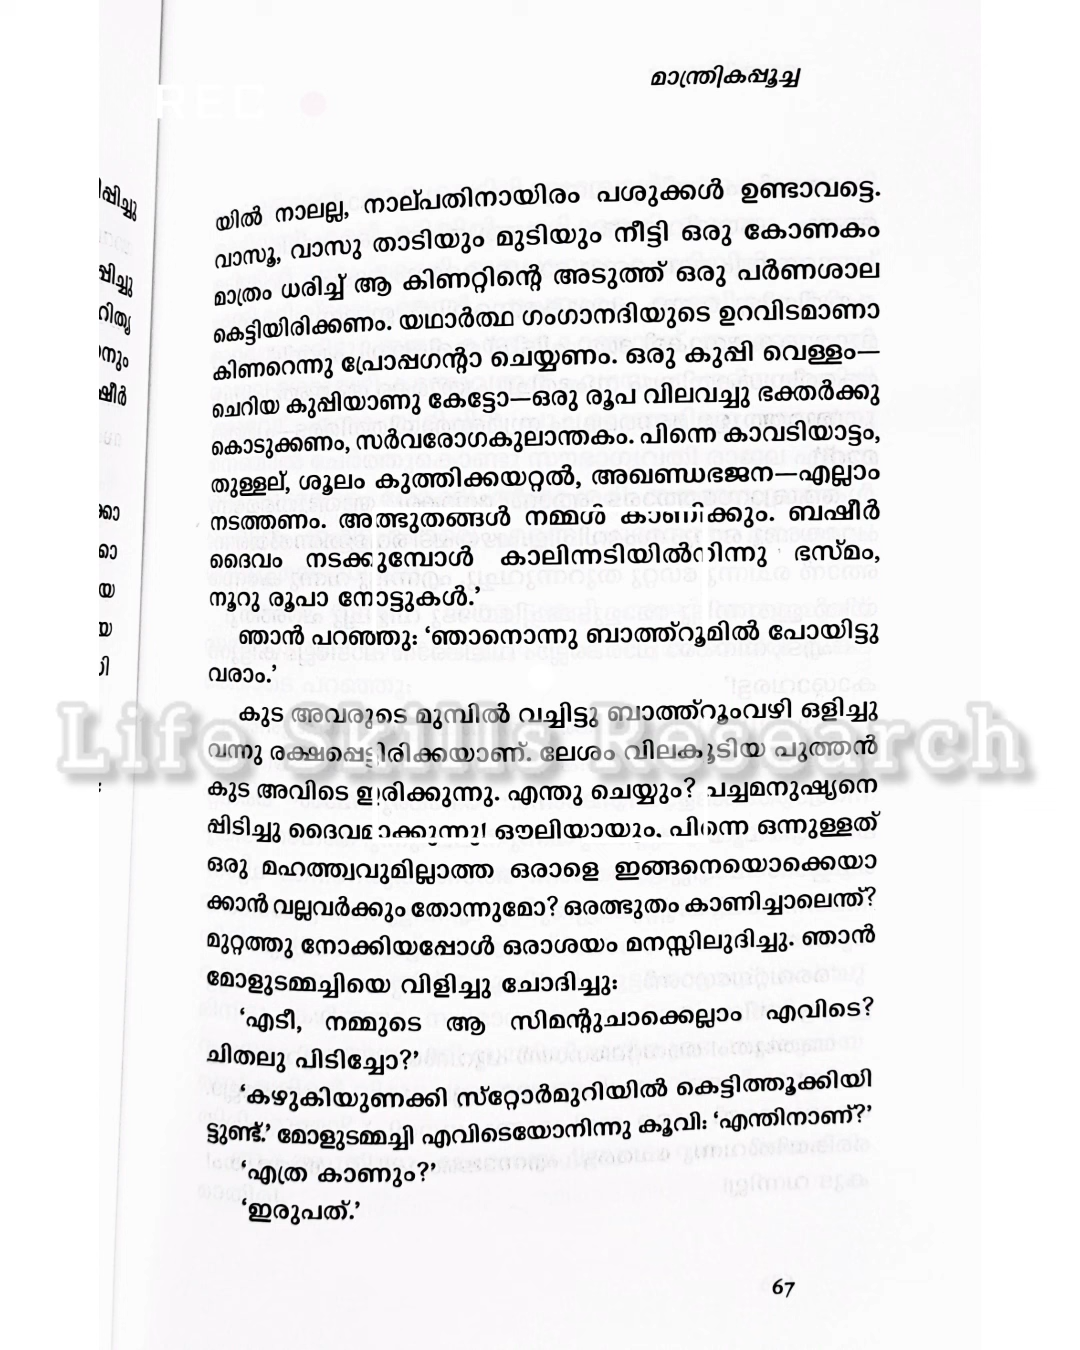 REC
മാന്ത്രികപ്പൂച്ച
യിൽ നാലല്ല, നാല്പതിനായിരം പശുക്കൾ ഉണ്ടാവട്ടെ.
വാസൂ, വാസു താടിയും മുടിയും നീട്ടി ഒരു കോണകം
മാത്രം ധരിച്ച് ആ കിണറ്റിന്റെ അടുത്ത് ഒരു പർണശാല
കെട്ടിയിരിക്കണം. യഥാർത്ഥ ഗംഗാനദിയുടെ ഉറവിടമാണാ
കിണറെന്നു പ്രോപ്പഗന്റാ ചെയ്യണം. ഒരു കുപ്പി വെള്ളം—
ചെറിയ കുപ്പിയാണു കേട്ടോ—ഒരു രൂപ വിലവച്ചു ഭക്തർക്കു
കൊടുക്കണം, സർവരോഗകുലാന്തകം. പിന്നെ കാവടിയാട്ടം,
തുള്ളല്, ശൂലം കുത്തിക്കയറ്റൽ, അഖണ്ഡഭജന—എല്ലാം
നടത്തണം. അത്ഭുതങ്ങൾ നമ്മൾ കാണിക്കും. ബഷീർ
ദൈവം നടക്കുമ്പോൾ കാലിന്നടിയിൽനിന്നു ഭസ്മം,
നൂറു രൂപാ നോട്ടുകൾ.’
ഞാൻ പറഞ്ഞു: ‘ഞാനൊന്നു ബാത്ത്റൂമിൽ പോയിട്ടു
വരാം.’
കുട അവരുടെ മുമ്പിൽ വച്ചിട്ടു ബാത്ത്റൂംവഴി ഒളിച്ചു
വന്നു രക്ഷപ്പെട്ടിരിക്കയാണ്. ലേശം വിലകൂടിയ പുത്തൻ
കുട അവിടെ ഇരിക്കുന്നു. എന്തു ചെയ്യും? പച്ചമനുഷ്യനെ
പ്പിടിച്ചു ദൈവമാക്കുന്നു! ഔലിയായും. പിന്നെ ഒന്നുള്ളത്
ഒരു മഹത്ത്വവുമില്ലാത്ത ഒരാളെ ഇങ്ങനെയൊക്കെയാ
ക്കാൻ വല്ലവർക്കും തോന്നുമോ? ഒരത്ഭുതം കാണിച്ചാലെന്ത്?
മുറ്റത്തു നോക്കിയപ്പോൾ ഒരാശയം മനസ്സിലുദിച്ചു. ഞാൻ
മോളുടമ്മച്ചിയെ വിളിച്ചു ചോദിച്ചു:
‘എടീ, നമ്മുടെ ആ സിമന്റുചാക്കെല്ലാം എവിടെ?
ചിതലു പിടിച്ചോ?’
‘കഴുകിയുണക്കി സ്റ്റോർമുറിയിൽ കെട്ടിത്തൂക്കിയി
ട്ടുണ്ട്.’ മോളുടമ്മച്ചി എവിടെയോനിന്നു കൂവി: ‘എന്തിനാണ്?’
‘എത്ര കാണും?’
‘ഇരുപത്.’
67
Life Skills Research